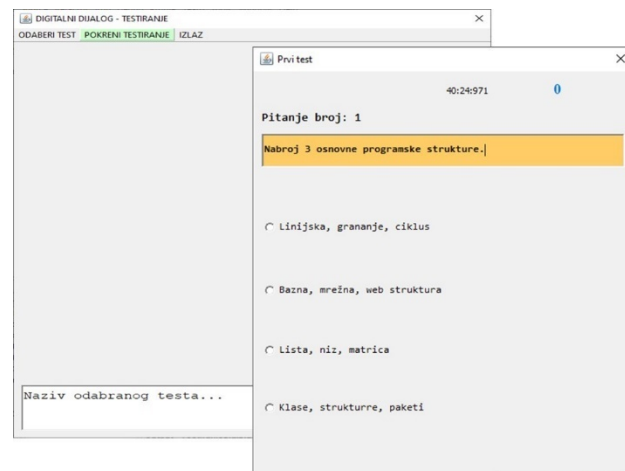 DIGITALNI DIJALOG - TESTIRANJE
ODABERI TEST POKRENI TESTIRANJE IZLAZ
Prvi test
40:24:971 0
Pitanje broj: 1
Nabroj 3 osnovne programske strukture.
Linijska, grananje, ciklus
Bazna, mrežna, web struktura
Lista, niz, matrica
Klase, strukturre, paketi
Naziv odabranog testa...